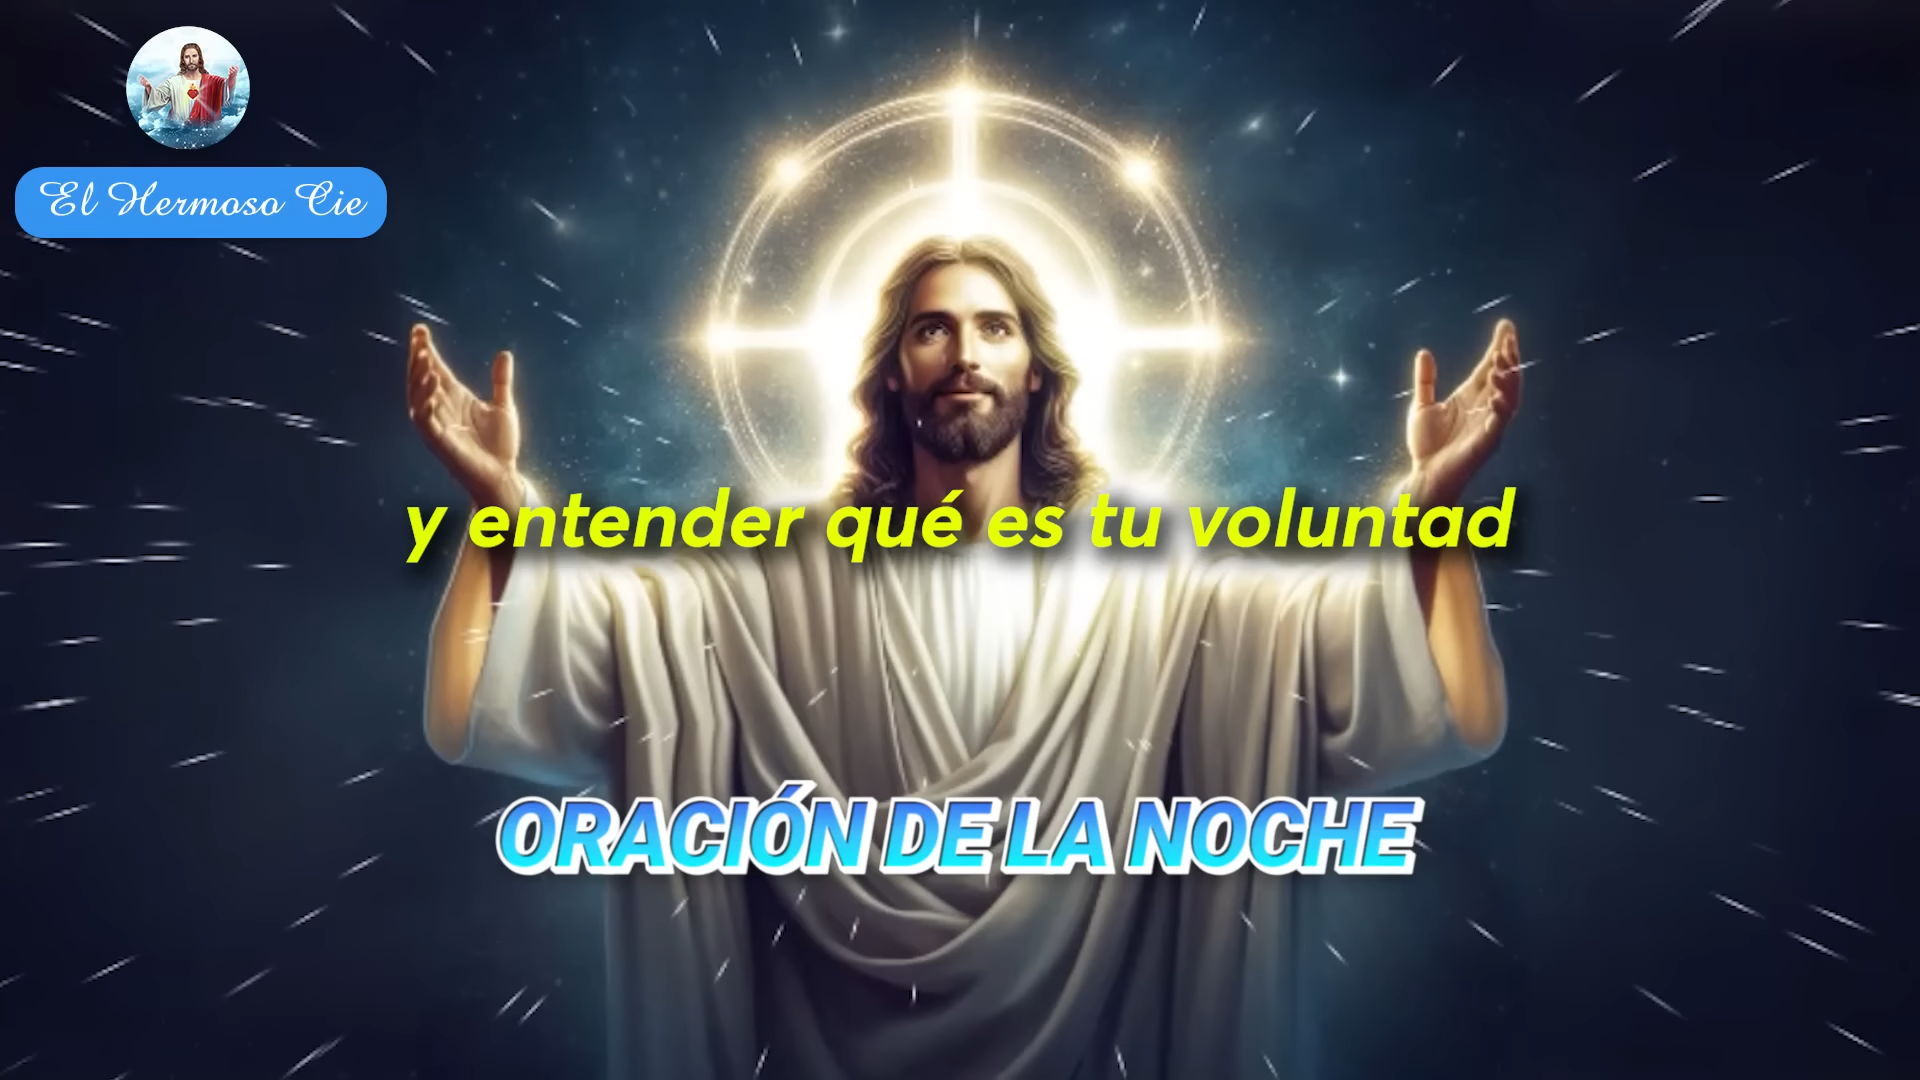 El Hermoso Cie
y entender qué es tu voluntad
ORACIÓN DE LA NOCHE